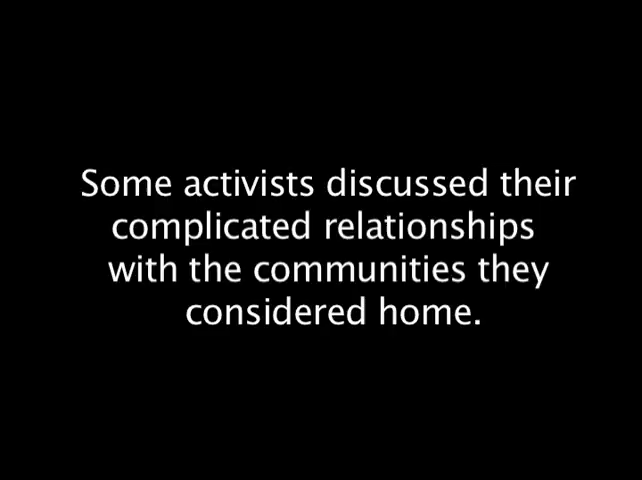 Some activists discussed their
complicated relationships
with the communities they
considered home.